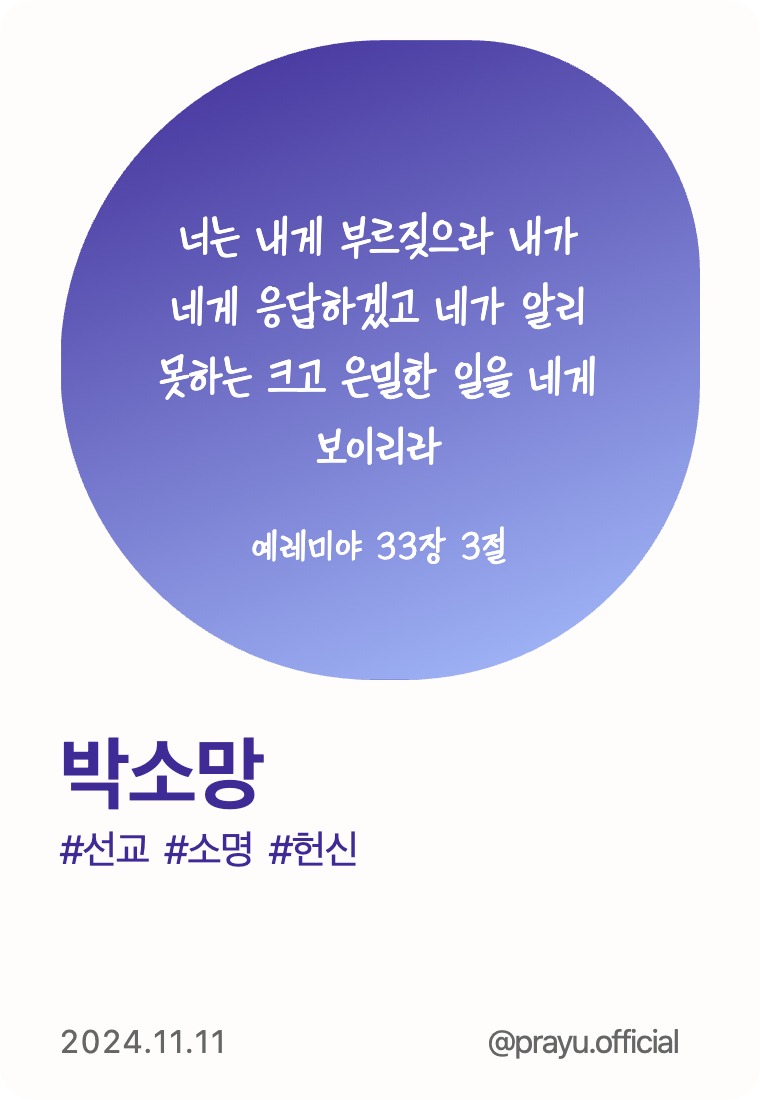 너는 내게 부르짖으라 내가
네게 응답하겠고 네가 알리
못하는 크고 은밀한 일을 네게
보이리라
예레미야 33장 3절
박소망
#선교 #소명 #헌신
2024.11.11
@prayu.official